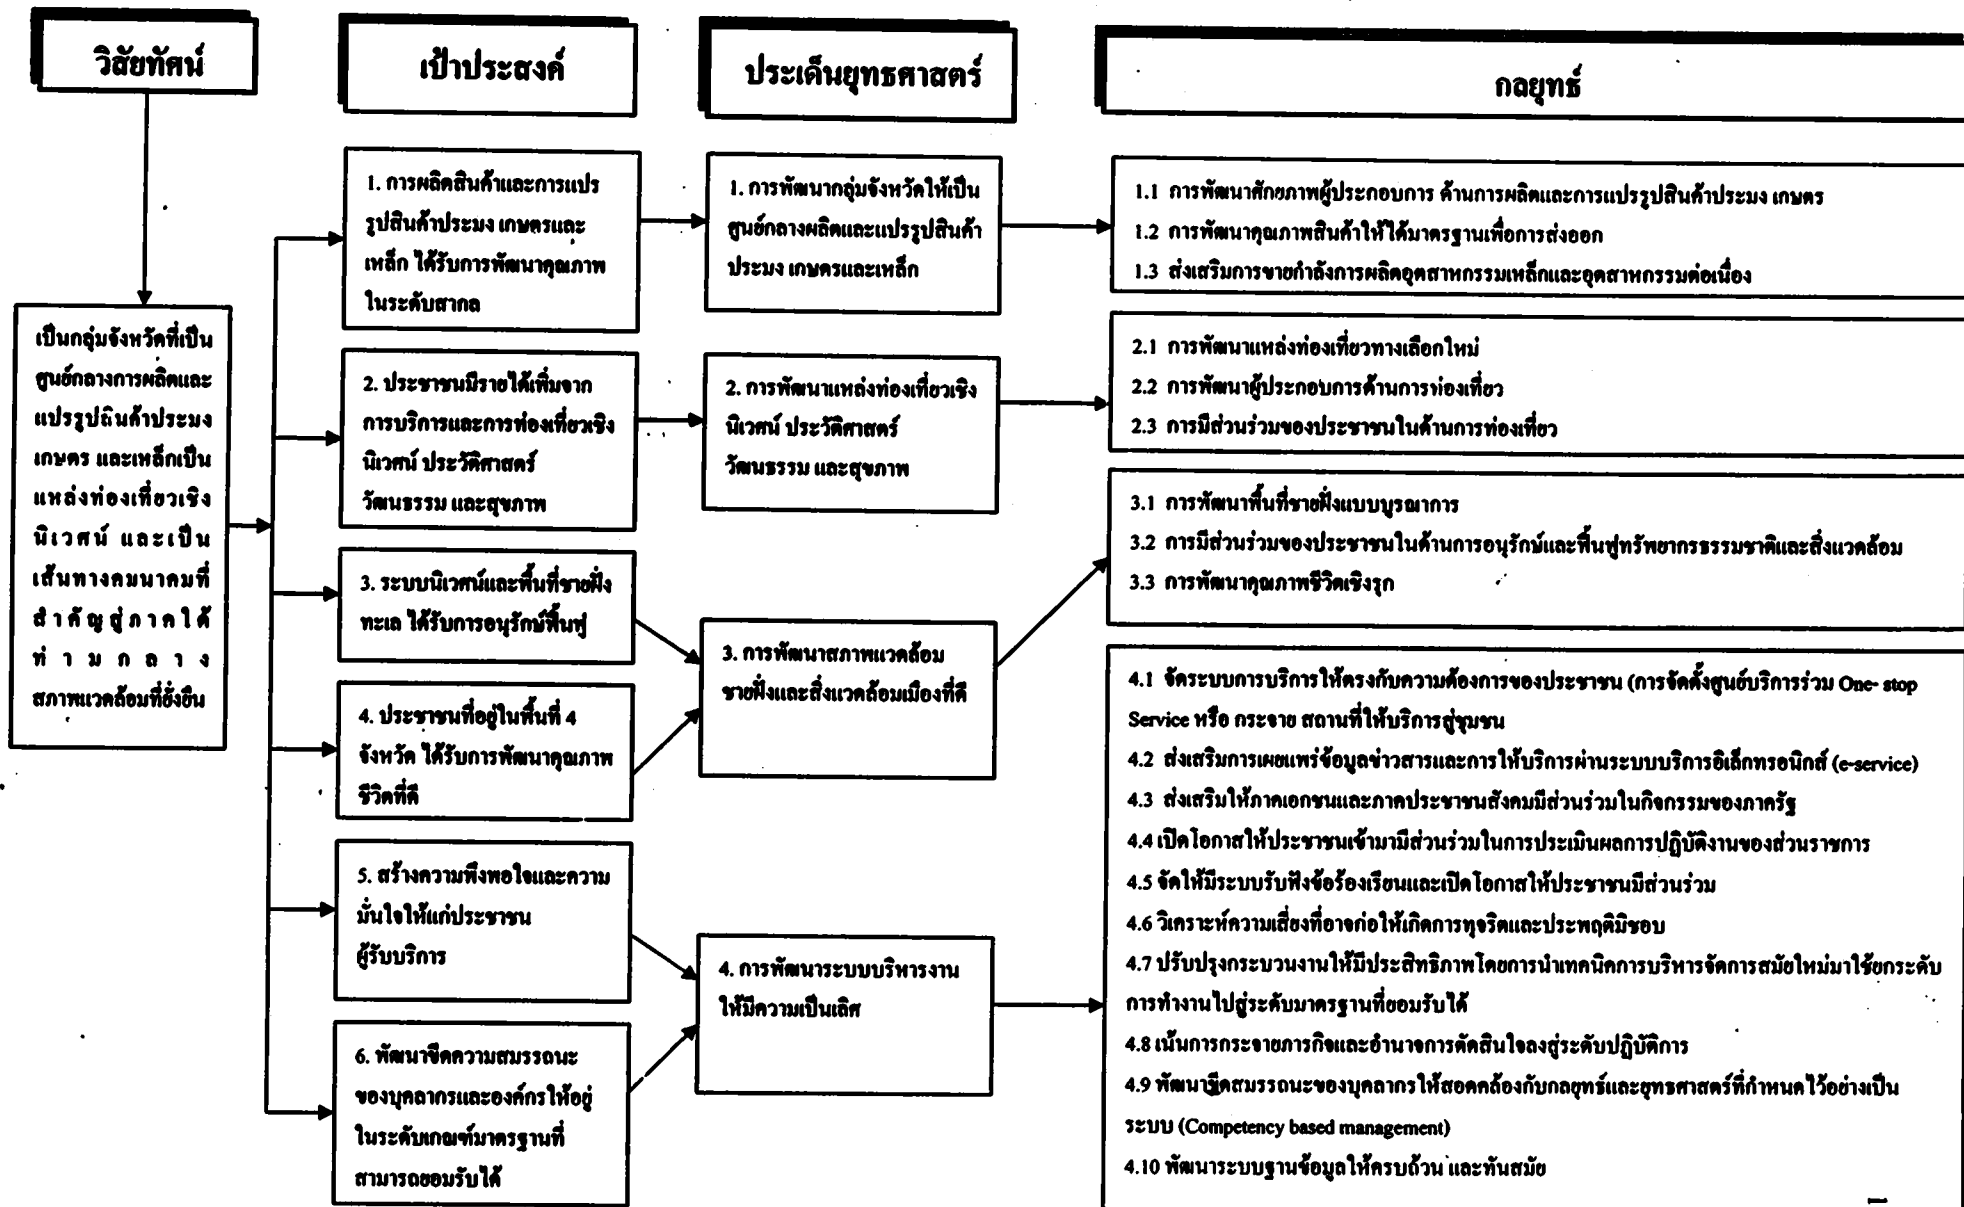 วิสัยทัศน์
เป้าประสงค์
ประเด็นยุทธศาสตร์
กลยุทธ์
เป็นกลุ่มจังหวัดที่เป็น
ศูนย์กลางการผลิตและ
แปรรูปสินค้าประมง
เกษตร และเหล็กเป็น
แหล่งท่องเที่ยวเชิง
นิเวศน์ และเป็น
เส้นทางคมนาคมที่
สำคัญสู่ภาคใต้
ท่ามกลาง
สภาพแวดล้อมที่ยั่งยืน
1. การผลิตสินค้าและการแปร
รูปสินค้าประมง เกษตรและ
เหล็ก ได้รับการพัฒนาคุณภาพ
ในระดับสากล
2. ประชาชนมีรายได้เพิ่มจาก
การบริการและการท่องเที่ยวเชิง
นิเวศน์ ประวัติศาสตร์
วัฒนธรรม และสุขภาพ
3. ระบบนิเวศน์และพื้นที่ชายฝั่ง
ทะเล ได้รับการอนุรักษ์ฟื้นฟู
4. ประชาชนที่อยู่ในพื้นที่ 4
จังหวัด ได้รับการพัฒนาคุณภาพ
ชีวิตที่ดี
5. สร้างความพึงพอใจและความ
มั่นใจให้แก่ประชาชน
ผู้รับบริการ
6. พัฒนาขีดความสมรรถนะ
ของบุคลากรและองค์กรให้อยู่
ในระดับเกณฑ์มาตรฐานที่
สามารถยอมรับได้
1. การพัฒนากลุ่มจังหวัดให้เป็น
ศูนย์กลางผลิตและแปรรูปสินค้า
ประมง เกษตรและเหล็ก
2. การพัฒนาแหล่งท่องเที่ยวเชิง
นิเวศน์ ประวัติศาสตร์
วัฒนธรรม และสุขภาพ
3. การพัฒนาสภาพแวดล้อม
ชายฝั่งและสิ่งแวดล้อมเมืองที่ดี
4. การพัฒนาระบบบริหารงาน
ให้มีความเป็นเลิศ
1.1 การพัฒนาศักยภาพผู้ประกอบการ ด้านการผลิตและการแปรรูปสินค้าประมง เกษตร
1.2 การพัฒนาคุณภาพสินค้าให้ได้มาตรฐานเพื่อการส่งออก
1.3 ส่งเสริมการขายกำลังการผลิตอุตสาหกรรมเหล็กและอุตสาหกรรมต่อเนื่อง
2.1 การพัฒนาแหล่งท่องเที่ยวทางเลือกใหม่
2.2 การพัฒนาผู้ประกอบการด้านการท่องเที่ยว
2.3 การมีส่วนร่วมของประชาชนในด้านการท่องเที่ยว
3.1 การพัฒนาพื้นที่ชายฝั่งแบบบูรณาการ
3.2 การมีส่วนร่วมของประชาชนในด้านการอนุรักษ์และฟื้นฟูทรัพยากรธรรมชาติและสิ่งแวดล้อม
3.3 การพัฒนาคุณภาพชีวิตเชิงรุก
4.1 จัดระบบการบริการให้ตรงกับความต้องการของประชาชน (การจัดตั้งศูนย์บริการร่วม One- stop
Service หรือ กระจาย สถานที่ให้บริการสู่ชุมชน
4.2 ส่งเสริมการเผยแพร่ข้อมูลข่าวสารและการให้บริการผ่านระบบบริการอิเล็กทรอนิกส์ (e-service)
4.3 ส่งเสริมให้ภาคเอกชนและภาคประชาชนสังคมมีส่วนร่วมในกิจกรรมของภาครัฐ
4.4 เปิดโอกาสให้ประชาชนเข้ามามีส่วนร่วมในการประเมินผลการปฏิบัติงานของส่วนราชการ
4.5 จัดให้มีระบบรับฟังข้อร้องเรียนและเปิดโอกาสให้ประชาชนมีส่วนร่วม
4.6 วิเคราะห์ความเสี่ยงที่อาจก่อให้เกิดการทุจริตและประพฤติมิชอบ
4.7 ปรับปรุงกระบวนงานให้มีประสิทธิภาพโดยการนำเทคนิคการบริหารจัดการสมัยใหม่มาใช้ยกระดับ
การทำงานไปสู่ระดับมาตรฐานที่ยอมรับได้
4.8 เน้นการกระจายภารกิจและอำนาจการตัดสินใจลงสู่ระดับปฏิบัติการ
4.9 พัฒนาขีดสมรรถนะของบุคลากรให้สอดคล้องกับกลยุทธ์และยุทธศาสตร์ที่กำหนดไว้อย่างเป็น
ระบบ (Competency based management)
4.10 พัฒนาระบบฐานข้อมูลให้ครบถ้วน และทันสมัย